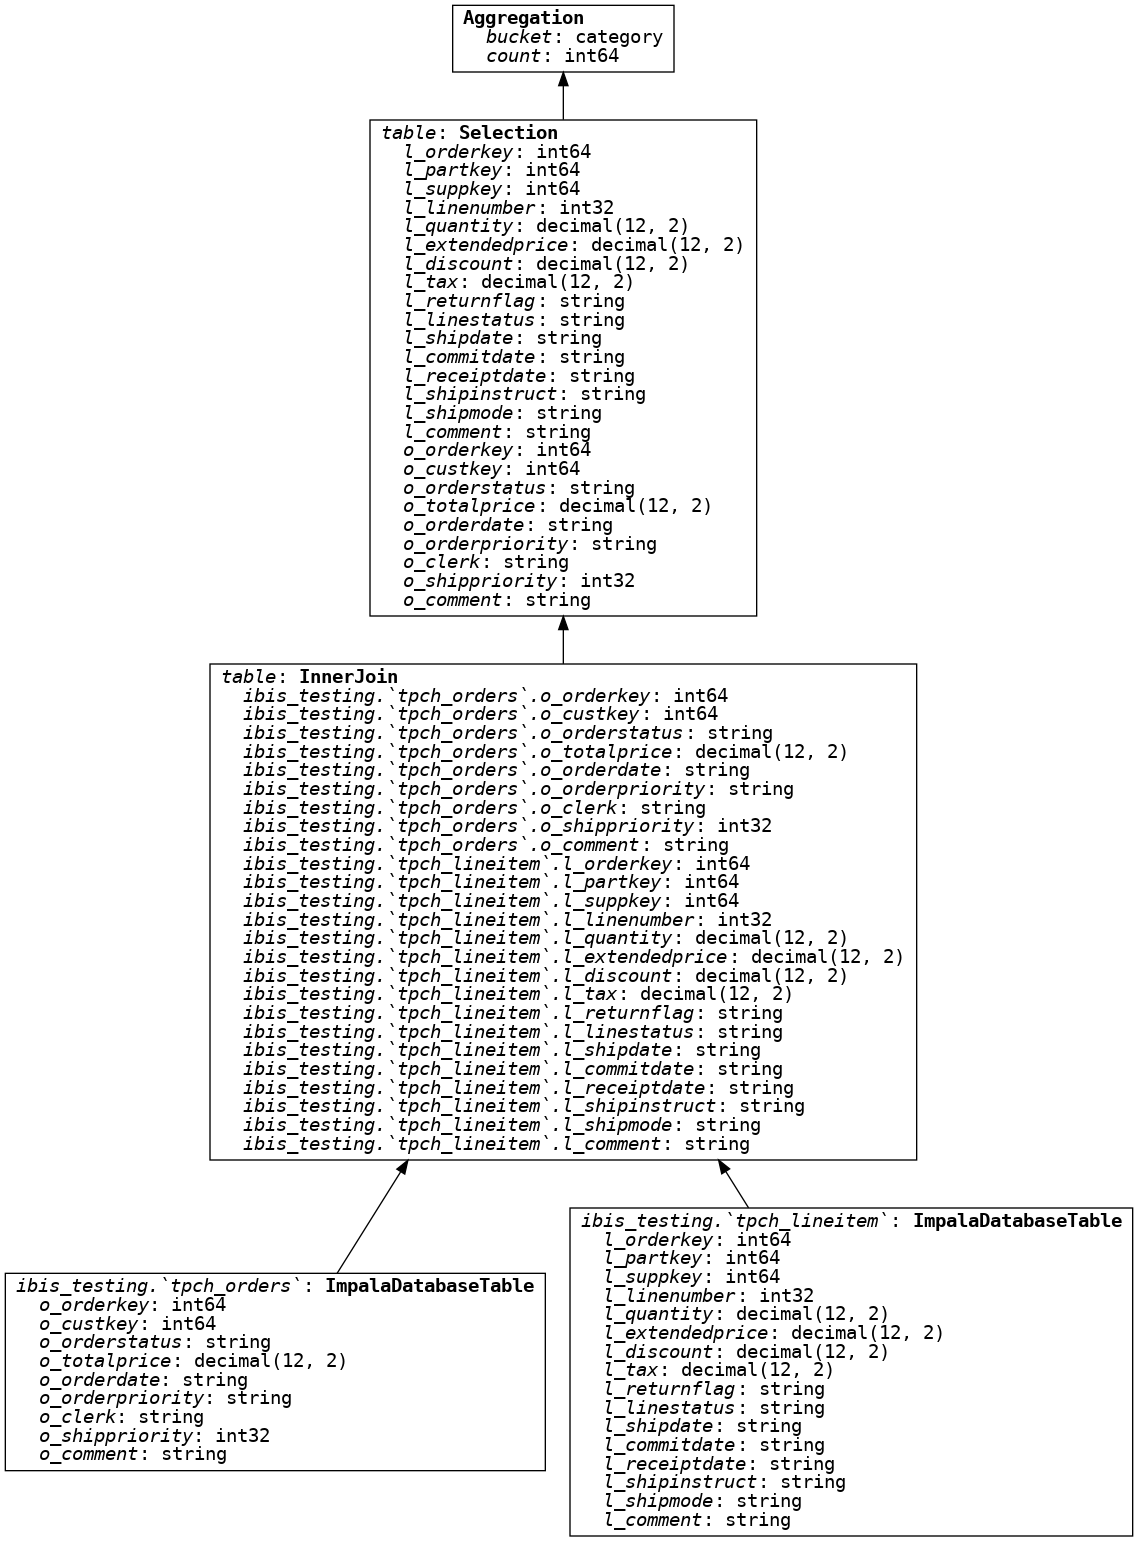 Aggregation
bucket: category
count: int64
table: Selection
l_orderkey: int64
l_partkey: int64
l_suppkey: int64
l_linenumber: int32
l_quantity: decimal(12, 2)
l_extendedprice: decimal(12, 2)
l_discount: decimal(12, 2)
l_tax: decimal(12, 2)
l_returnflag: string
l_linestatus: string
l_shipdate: string
l_commitdate: string
l_receiptdate: string
l_shipinstruct: string
l_shipmode: string
l_comment: string
o_orderkey: int64
o_custkey: int64
o_orderstatus: string
o_totalprice: decimal(12, 2)
o_orderdate: string
o_orderpriority: string
o_clerk: string
o_shippriority: int32
o_comment: string
table: InnerJoin
ibis_testing.`tpch_orders`.o_orderkey: int64
ibis_testing.`tpch_orders`.o_custkey: int64
ibis_testing.`tpch_orders`.o_orderstatus: string
ibis_testing.`tpch_orders`.o_totalprice: decimal(12, 2)
ibis_testing.`tpch_orders`.o_orderdate: string
ibis_testing.`tpch_orders`.o_orderpriority: string
ibis_testing.`tpch_orders`.o_clerk: string
ibis_testing.`tpch_orders`.o_shippriority: int32
ibis_testing.`tpch_orders`.o_comment: string
ibis_testing.`tpch_lineitem`.l_orderkey: int64
ibis_testing.`tpch_lineitem`.l_partkey: int64
ibis_testing.`tpch_lineitem`.l_suppkey: int64
ibis_testing.`tpch_lineitem`.l_linenumber: int32
ibis_testing.`tpch_lineitem`.l_quantity: decimal(12, 2)
ibis_testing.`tpch_lineitem`.l_extendedprice: decimal(12, 2)
ibis_testing.`tpch_lineitem`.l_discount: decimal(12, 2)
ibis_testing.`tpch_lineitem`.l_tax: decimal(12, 2)
ibis_testing.`tpch_lineitem`.l_returnflag: string
ibis_testing.`tpch_lineitem`.l_linestatus: string
ibis_testing.`tpch_lineitem`.l_shipdate: string
ibis_testing.`tpch_lineitem`.l_commitdate: string
ibis_testing.`tpch_lineitem`.l_receiptdate: string
ibis_testing.`tpch_lineitem`.l_shipinstruct: string
ibis_testing.`tpch_lineitem`.l_shipmode: string
ibis_testing.`tpch_lineitem`.l_comment: string
ibis_testing.`tpch_orders`: ImpalaDatabaseTable
o_orderkey: int64
o_custkey: int64
o_orderstatus: string
o_totalprice: decimal(12, 2)
o_orderdate: string
o_orderpriority: string
o_clerk: string
o_shippriority: int32
o_comment: string
ibis_testing.`tpch_lineitem`: ImpalaDatabaseTable
l_orderkey: int64
l_partkey: int64
l_suppkey: int64
l_linenumber: int32
l_quantity: decimal(12, 2)
l_extendedprice: decimal(12, 2)
l_discount: decimal(12, 2)
l_tax: decimal(12, 2)
l_returnflag: string
l_linestatus: string
l_shipdate: string
l_commitdate: string
l_receiptdate: string
l_shipinstruct: string
l_shipmode: string
l_comment: string